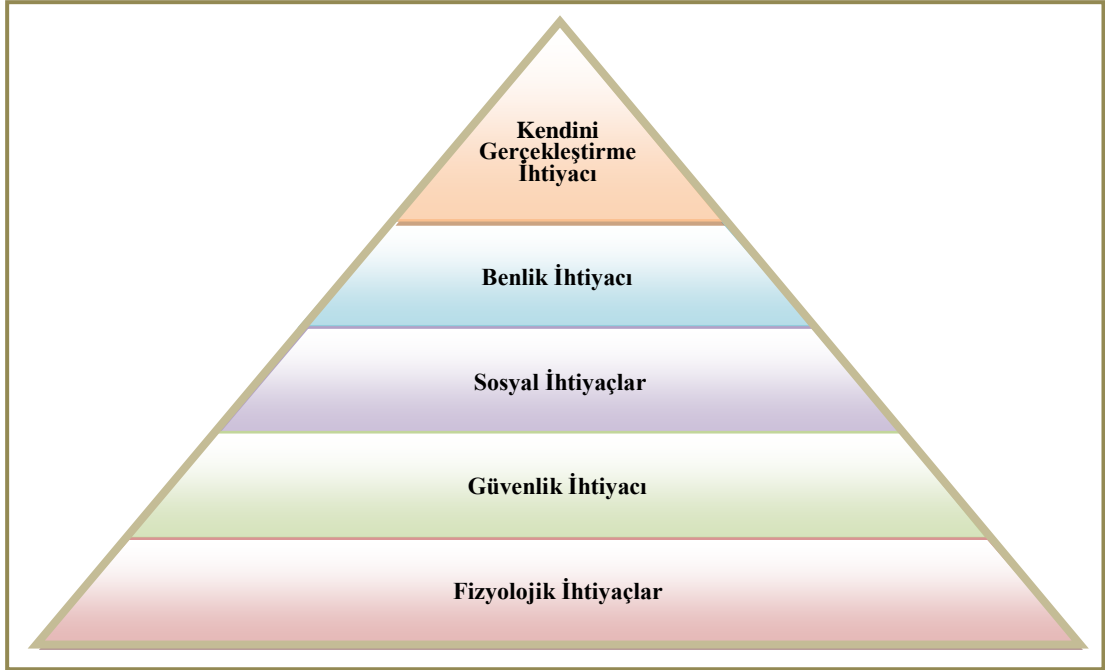 Kendini
Gerçekleştirme
İhtiyacı
Benlik İhtiyacı
Sosyal İhtiyaçlar
Güvenlik İhtiyacı
Fizyolojik İhtiyaçlar